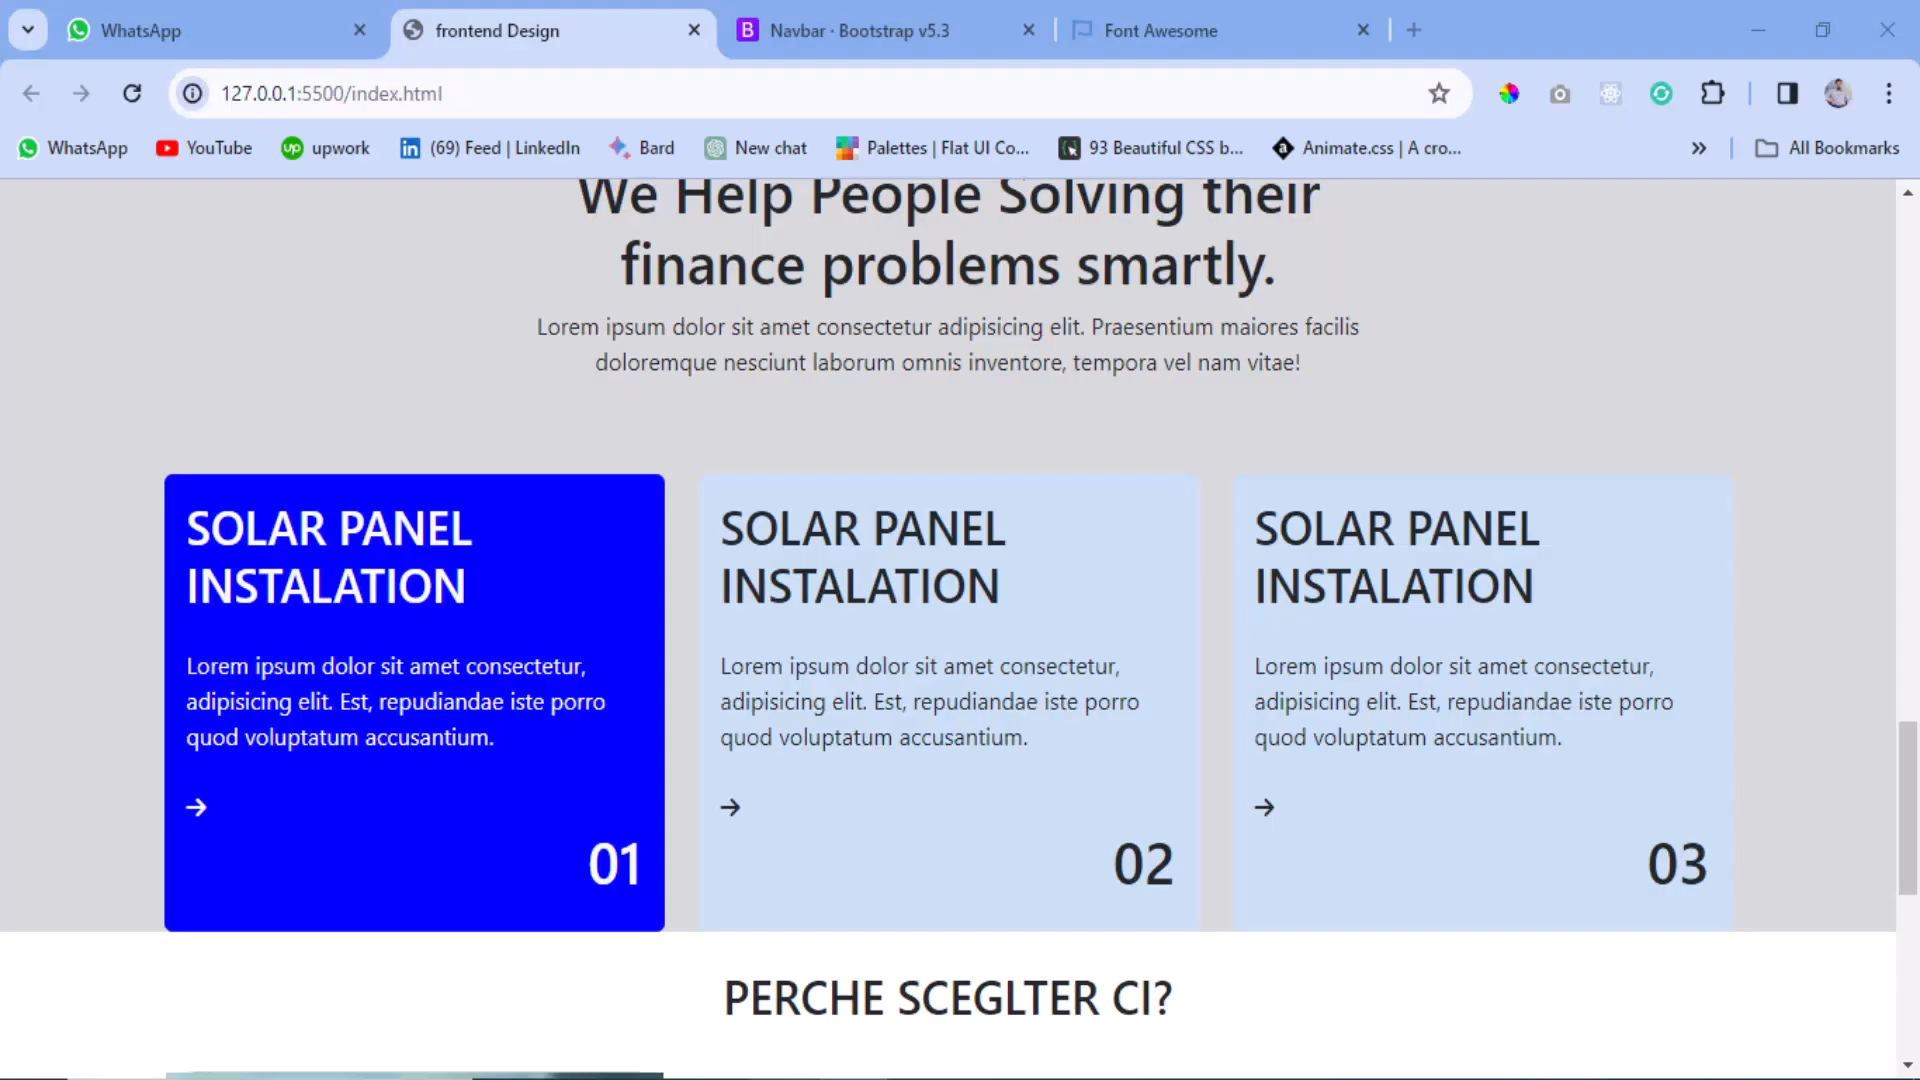 WhatsApp
frontend Design
Navbar · Bootstrap v5.3
Font Awesome
127.0.0.1:5500/index.html
WhatsApp
YouTube
up upwork
in (69) Feed | LinkedIn
Bard
New chat
Palettes | Flat UI Co...
93 Beautiful CSS b...
Animate.css | A cro...
All Bookmarks
We Help People Solving their
finance problems smartly.
Lorem ipsum dolor sit amet consectetur adipisicing elit. Praesentium maiores facilis
doloremque nesciunt laborum omnis inventore, tempora vel nam vitae!
SOLAR PANEL
INSTALATION
Lorem ipsum dolor sit amet consectetur,
adipisicing elit. Est, repudiandae iste porro
quod voluptatum accusantium.
01
SOLAR PANEL
INSTALATION
Lorem ipsum dolor sit amet consectetur,
adipisicing elit. Est, repudiandae iste porro
quod voluptatum accusantium.
02
SOLAR PANEL
INSTALATION
Lorem ipsum dolor sit amet consectetur,
adipisicing elit. Est, repudiandae iste porro
quod voluptatum accusantium.
03
PERCHE SCEGLTER CI?